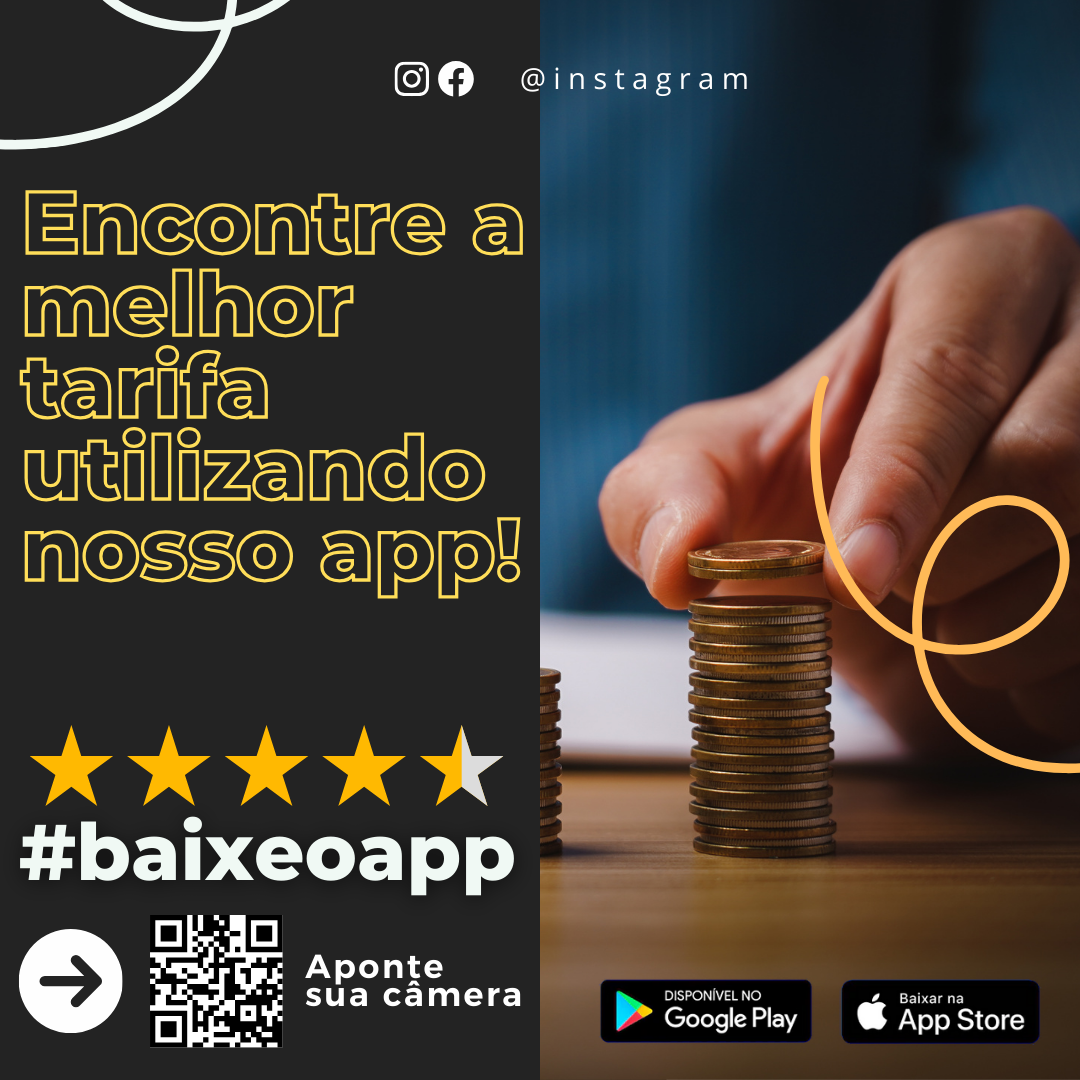 @instagram
Encontre a
melhor
tarifa
utilizando
nosso app!
#baixeoapp
Aponte
sua câmera
DISPONÍVEL NO
Google Play
Baixar na
App Store